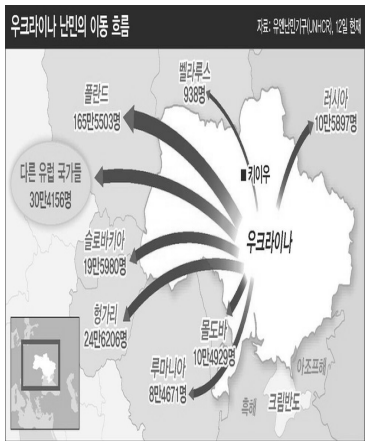 우크라이나 난민의 이동 흐름
자료: 유엔난민기구(UNHCR), 12일 현재
벨라루스
938명
폴란드
165만5503명
러시아
10만5897명
■키이우
다른 유럽 국가들
30만4156명
우크라이나
슬로바키아
19만5980명
헝가리
24만6206명
몰도바
10만4929명
루마니아
8만4671명
아조프해
흑해
크림반도